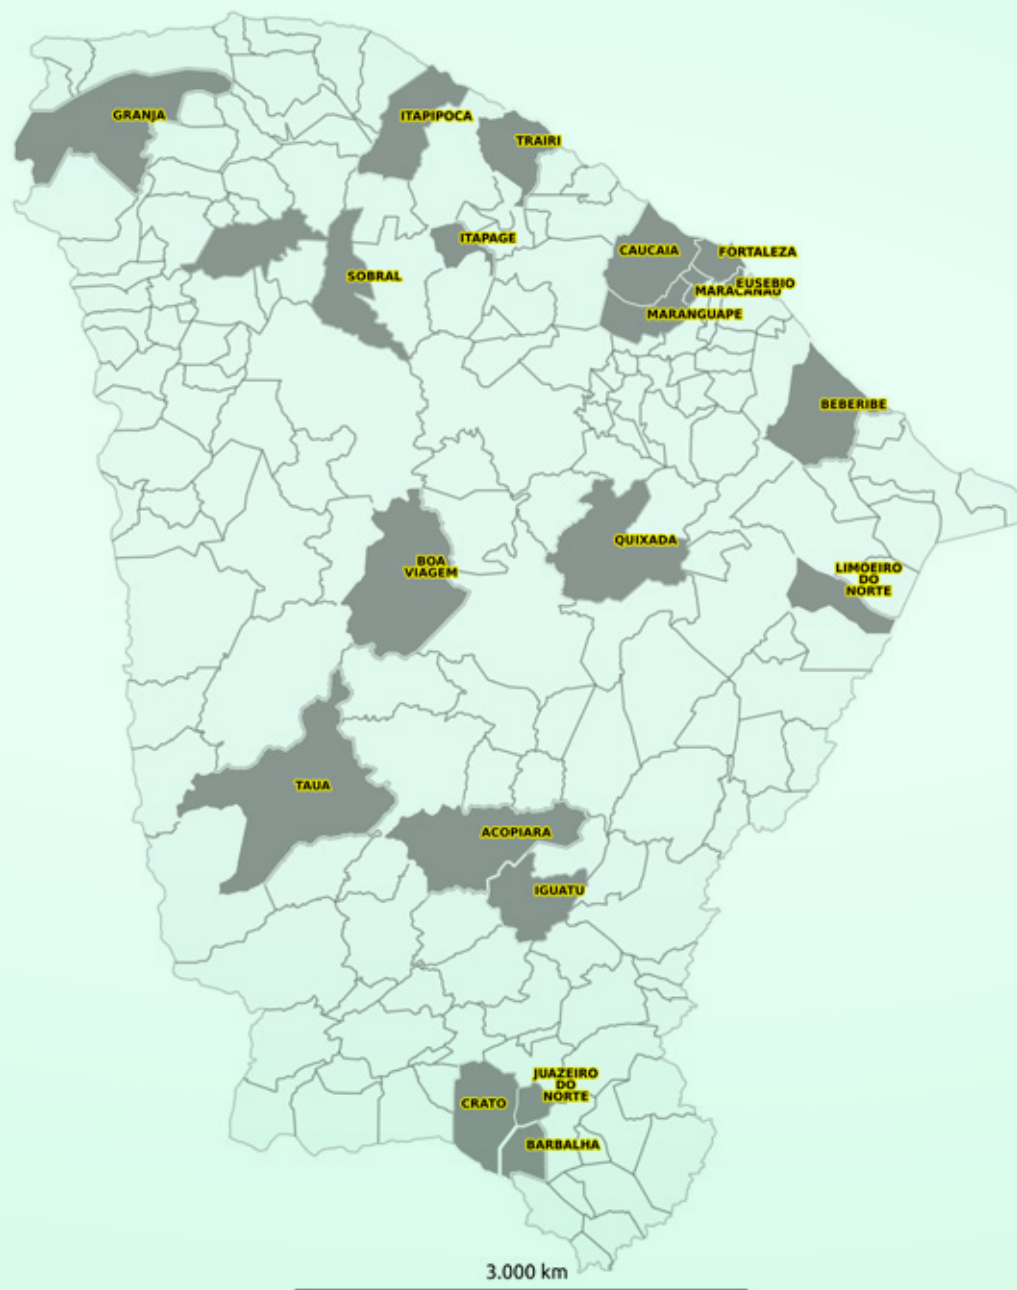 GRANJA
ITAPIPOCA
TRAIRI
ITAPAGE
CAUCAIA
FORTALEZA
SOBRAL
EUSEBIO
MARACANAU
MARANGUAPE
BEBERIBE
QUIXADA
BOA
VIAGEM
LIMOEIRO
DO
NORTE
TAUA
ACOPIARA
IGUATU
JUAZEIRO
DO
NORTE
CRATO
BARBALHA
3.000 km